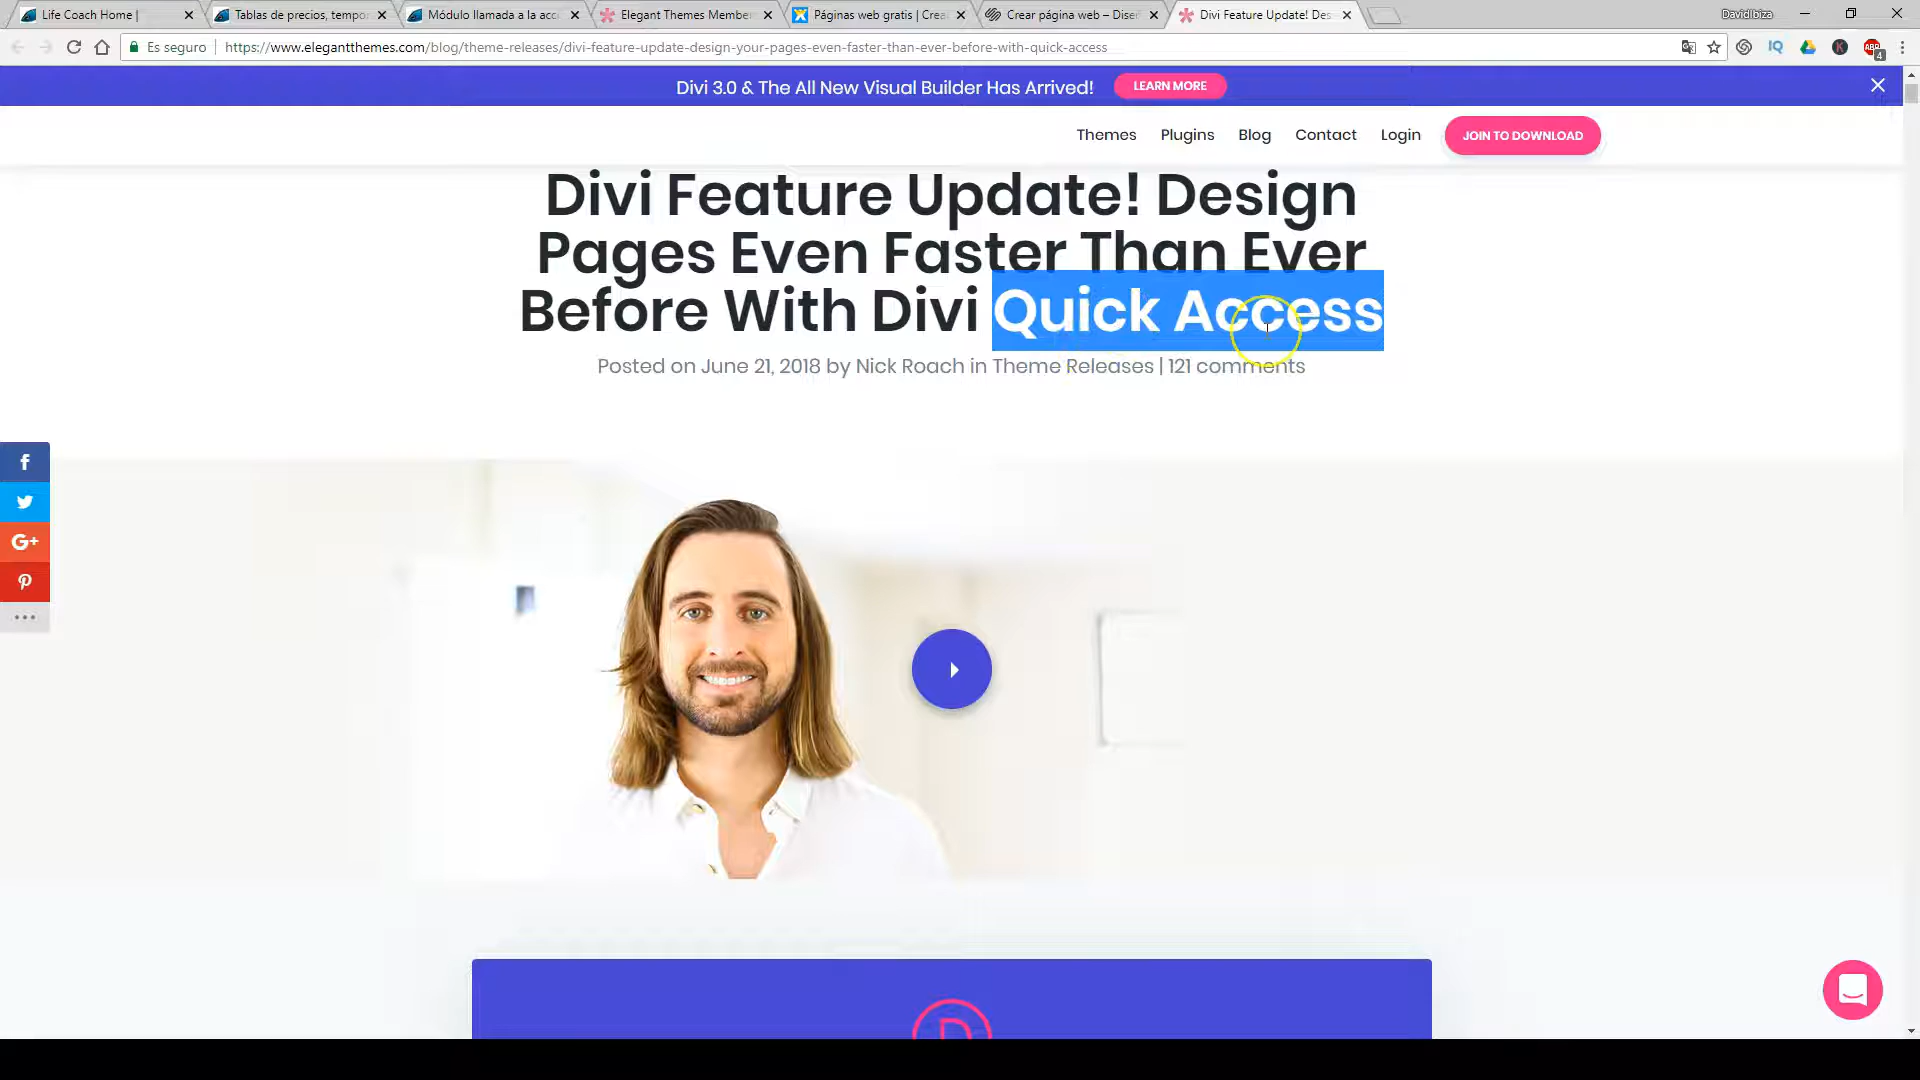 Life Coach Home |
Tablas de precios, tempo
Módulo llamada a la acc
Elegant Themes Member
Páginas web gratis | Crea
Crear página web – Diser
Divi Feature Update! Des
DavidIbiza
Es seguro
https://www.elegantthemes.com/blog/theme-releases/divi-feature-update-design-your-pages-even-faster-than-ever-before-with-quick-access
IQ
K
ABP
4
Divi 3.0 & The All New Visual Builder Has Arrived!
LEARN MORE
Themes
Plugins
Blog
Contact
Login
JOIN TO DOWNLOAD
Divi Feature Update! Design
Pages Even Faster Than Ever
Before With Divi Quick Access
Posted on June 21, 2018 by Nick Roach in Theme Releases | 121 comments
f
G+
D